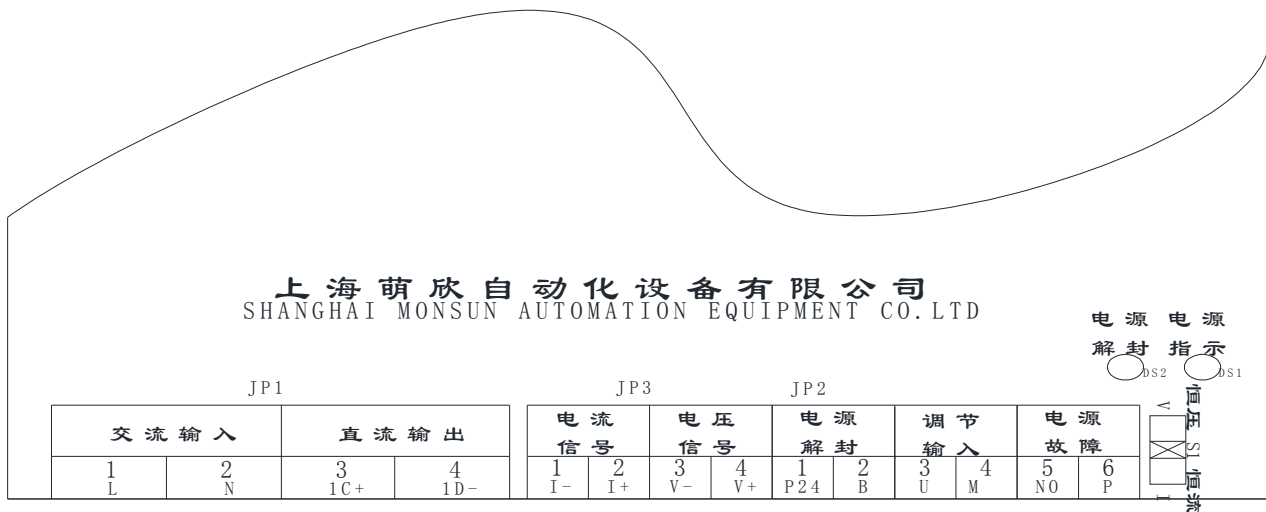 上海萌欣自动化设备有限公司
SHANGHAI MONSUN AUTOMATION EQUIPMENT CO.LTD
电源 电源
解封 指示
DS2 DS1
JP1 JP3 JP2
交流输入 直流输出
电流 电压 电源 调节 电源
信号 信号 解封 输入 故障
1 2 3 4 1 2 3 4 1 2 3 4 5 6
L N 1C+ 1D- I- I+ V- V+ P24 B U M NO P
V 恒压
S1
I 恒流